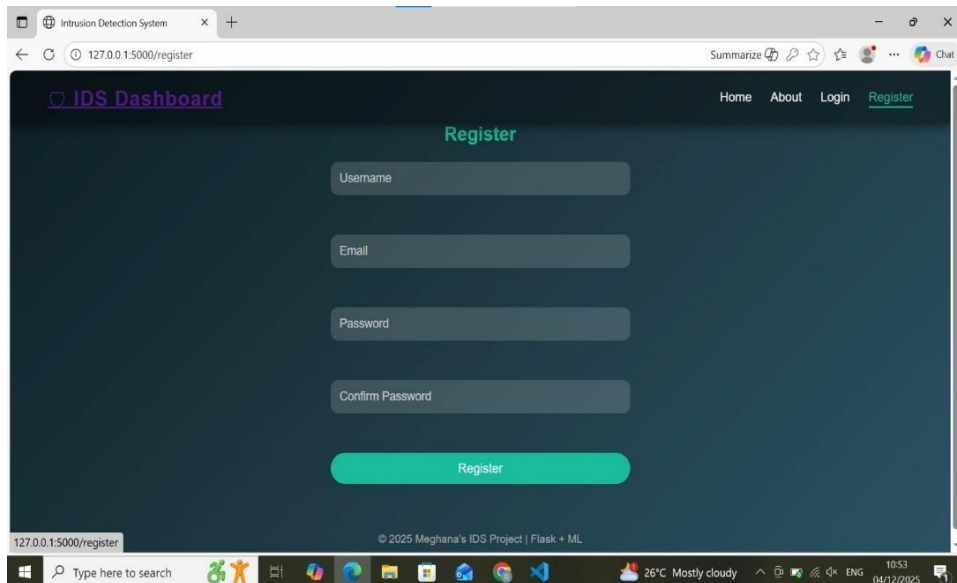 Intrusion Detection System
127.0.0.1:5000/register
Summarize
Chat
IDS Dashboard
Home About Login Register
Register
Username
Email
Password
Confirm Password
Register
© 2025 Meghana's IDS Project | Flask + ML
127.0.0.1:5000/register
Type here to search
26°C Mostly cloudy
ENG
10:53
04/12/2025